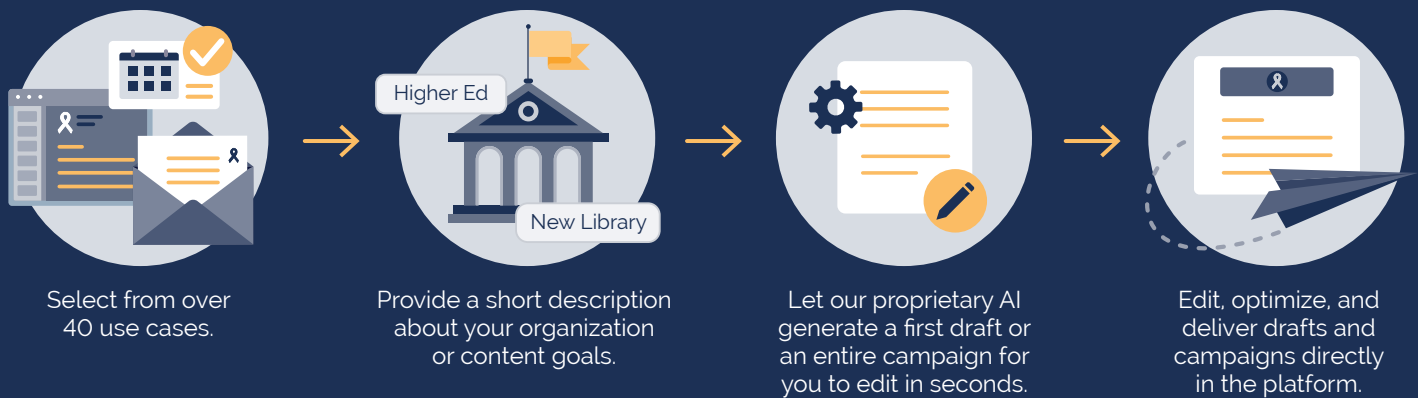 Higher Ed
New Library
Select from over
40 use cases.
Provide a short description
about your organization
or content goals.
Let our proprietary AI
generate a first draft or
an entire campaign for
you to edit in seconds.
Edit, optimize, and
deliver drafts and
campaigns directly
in the platform.